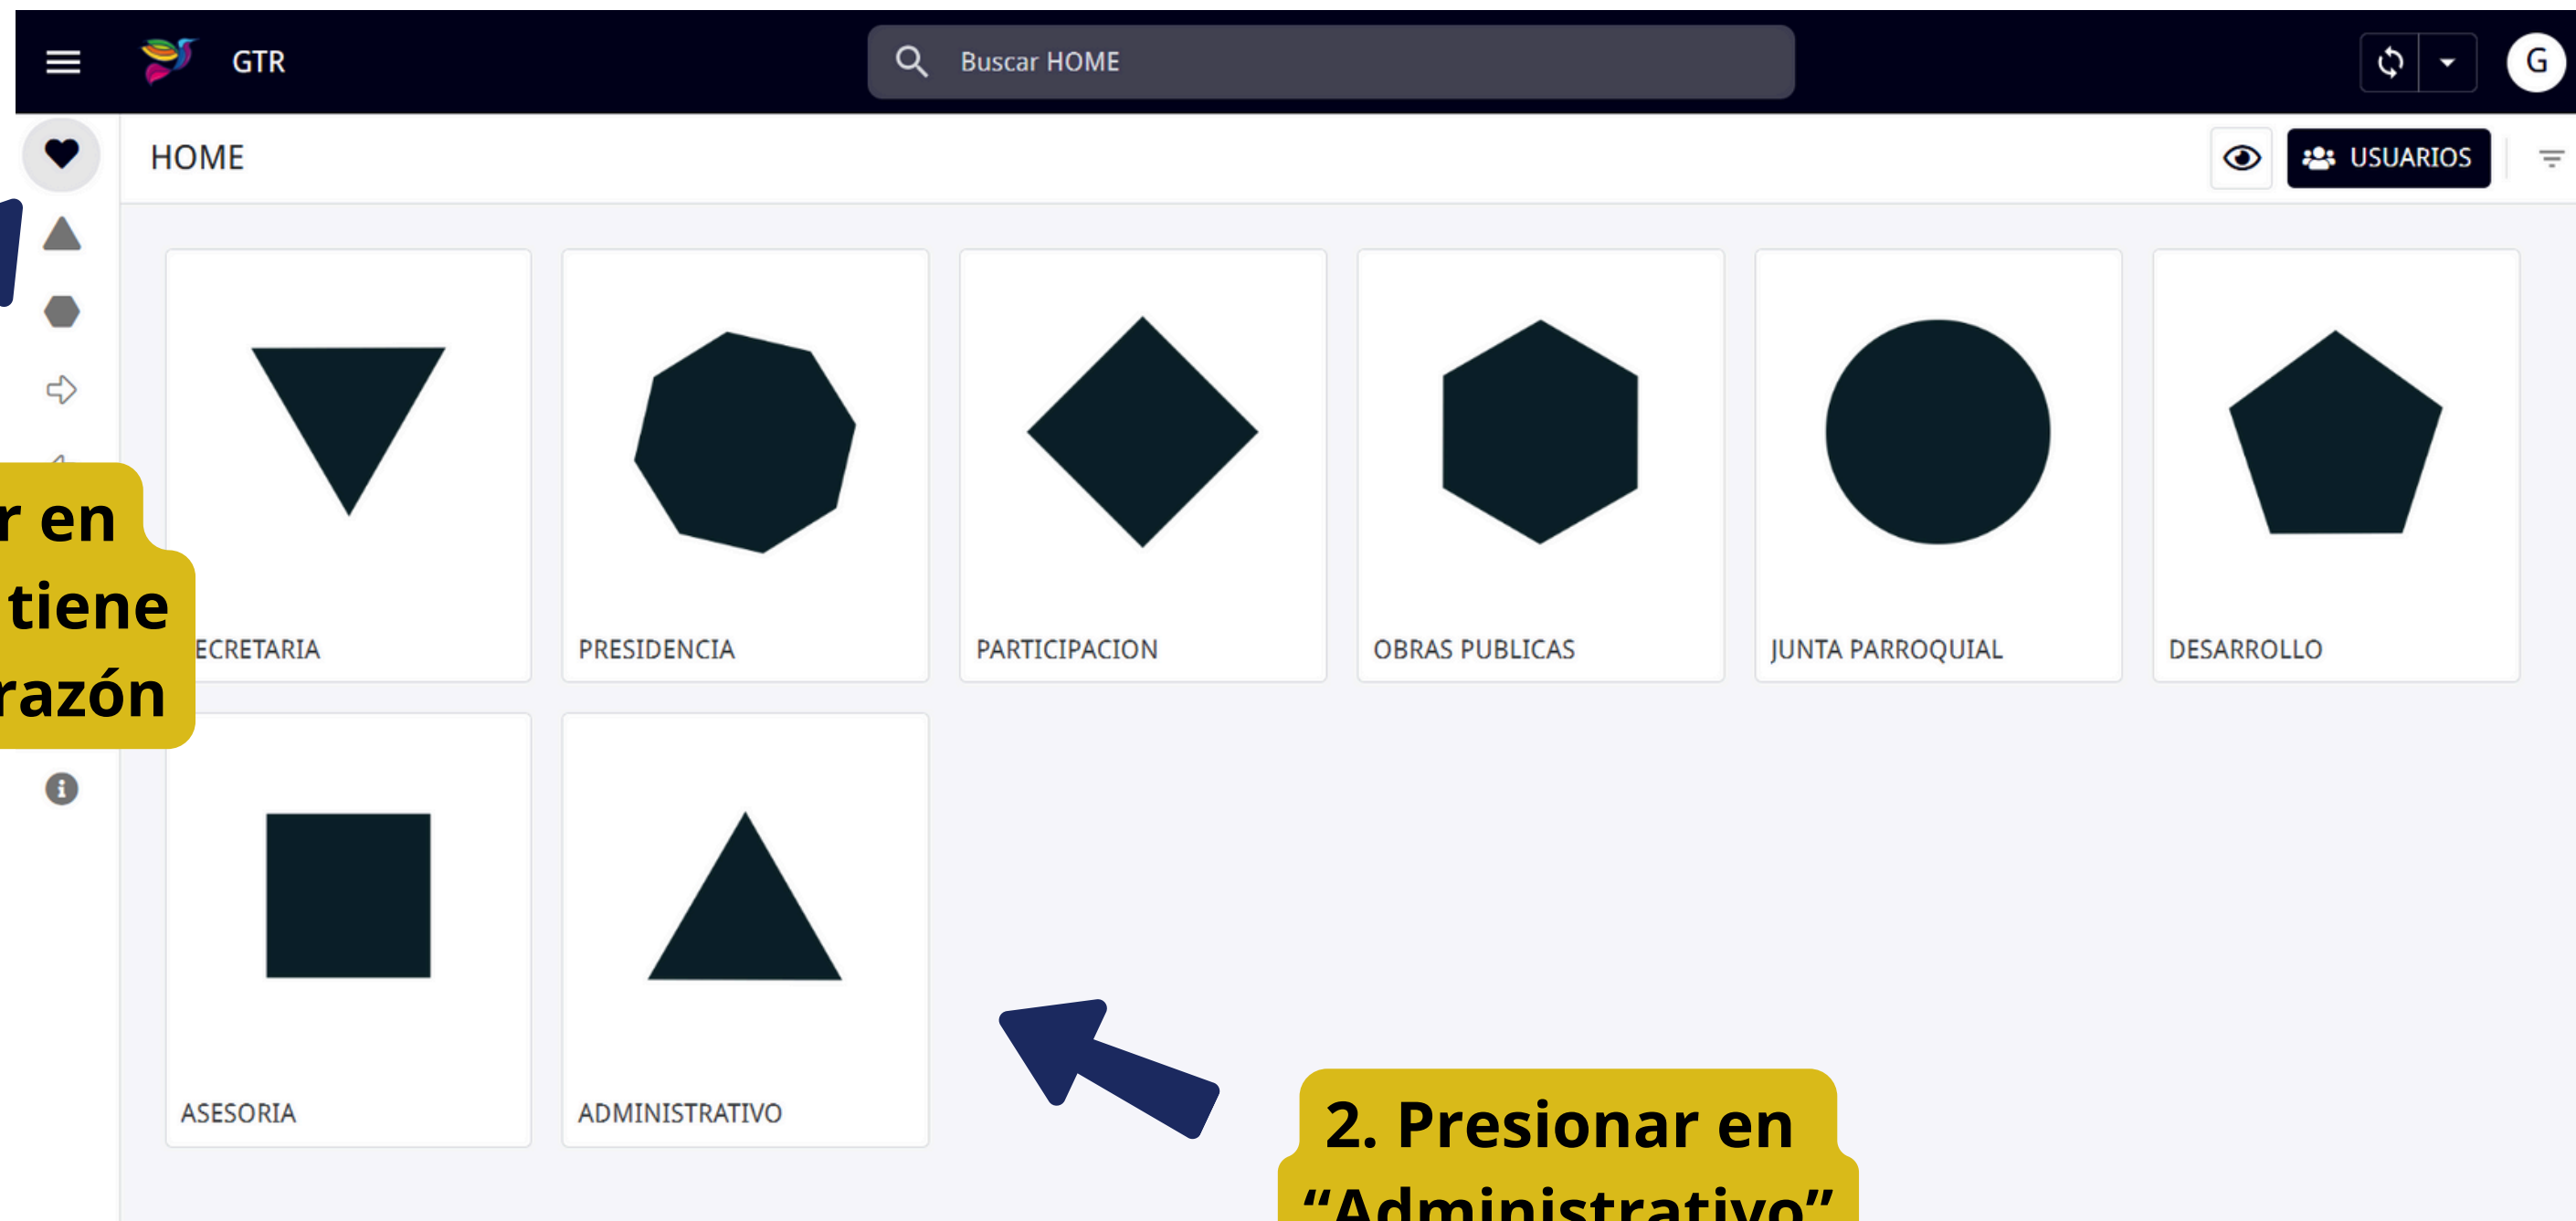 GTR
Buscar HOME
G
HOME
USUARIOS
r en
tiene
razón
ECRETARIA
PRESIDENCIA
PARTICIPACION
OBRAS PUBLICAS
JUNTA PARROQUIAL
DESARROLLO
ASESORIA
ADMINISTRATIVO
2. Presionar en
“Administrativo”